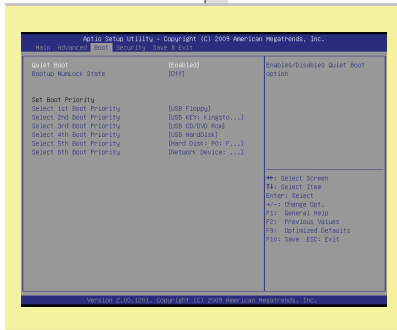 Aptio Setup Utility - Copyright (C) 2009 American Megatrends, Inc.
Main Advanced Boot Security Save & Exit
Quiet Boot [Enabled]
Bootup NumLock State [Off]
Set Boot Priority
Select 1st Boot Priority [USB Floppy]
Select 2nd Boot Priority [USB KEY: Kingsto...]
Select 3rd Boot Priority [USB CD/DVD Rom]
Select 4th Boot Priority [USB HardDisk]
Select 5th Boot Priority [Hard Disk: P0: F...]
Select 6th Boot Priority [Network Device: ...]
Enables/Disables Quiet Boot
option
↔: Select Screen
↑↓: Select Item
Enter: Select
+/-: Change Opt.
F1: General Help
F2: Previous Values
F9: Optimized Defaults
F10: Save ESC: Exit
Version 2.00.1201. Copyright (C) 2009 American Megatrends, Inc.